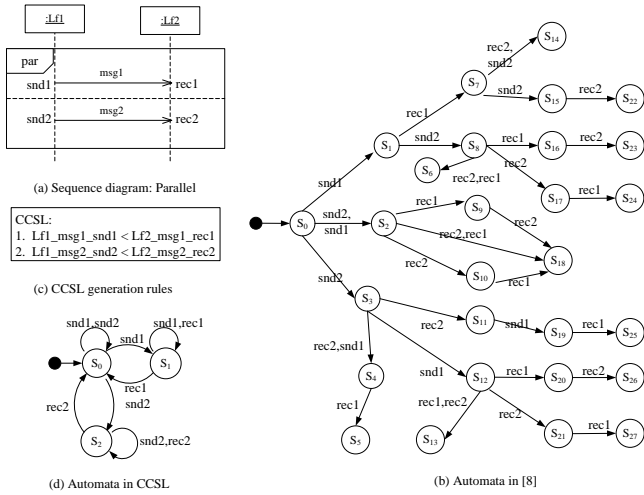 :Lf1
:Lf2
par
snd1
msg1
rec1
snd2
msg2
rec2
(a) Sequence diagram: Parallel
CCSL:
1. Lf1_msg1_snd1 < Lf2_msg1_rec1
2. Lf1_msg2_snd2 < Lf2_msg2_rec2
(c) CCSL generation rules
snd1,snd2
snd1,rec1
snd1
S0
S1
rec1
rec2
snd2
S2
snd2,rec2
(d) Automata in CCSL
S14
rec2,
snd2
S7
snd2
S15
rec2
S22
rec1
S1
snd2
S8
rec1
S16
rec2
S23
S6
rec2,rec1
rec2
S17
rec1
S24
snd1
S0
snd2,
snd1
S2
rec1
S9
rec2
rec2,rec1
S18
rec2
S10
rec1
snd2
S3
rec2
S11
snd1
S19
rec1
S25
rec2,snd1
S4
snd1
S12
rec1
S20
rec2
S26
rec1
rec1,rec2
rec2
S5
S13
S21
rec1
S27
(b) Automata in [8]